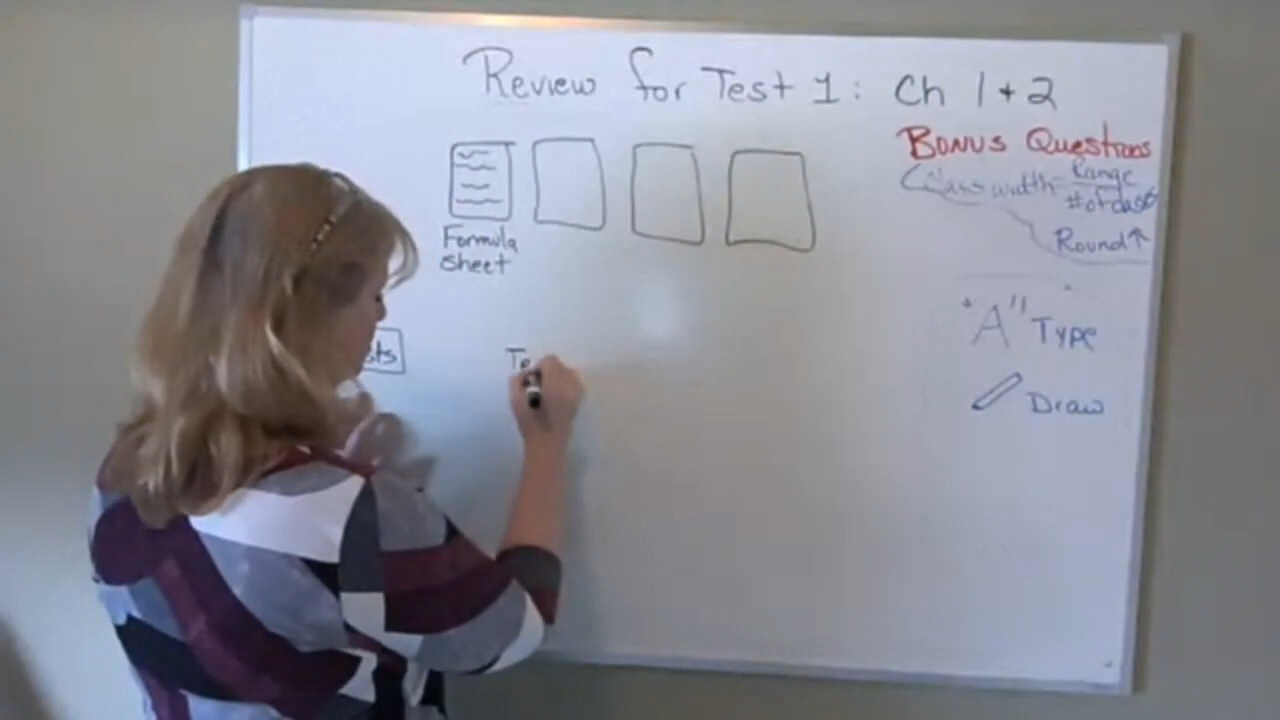 Review for Test 1: Ch 1 + 2
Bonus Questions
Class width = Range
# of class
Round↑
Formula
sheet
"A" Type
sts
Te
Draw